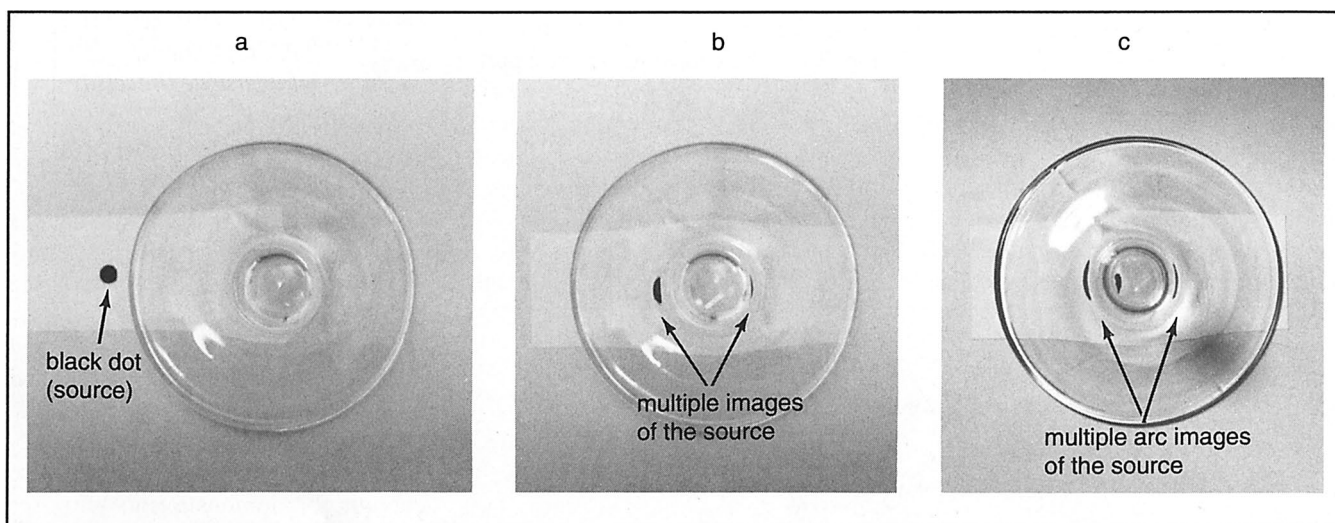 a
b
c
black dot
(source)
multiple images
of the source
multiple arc images
of the source